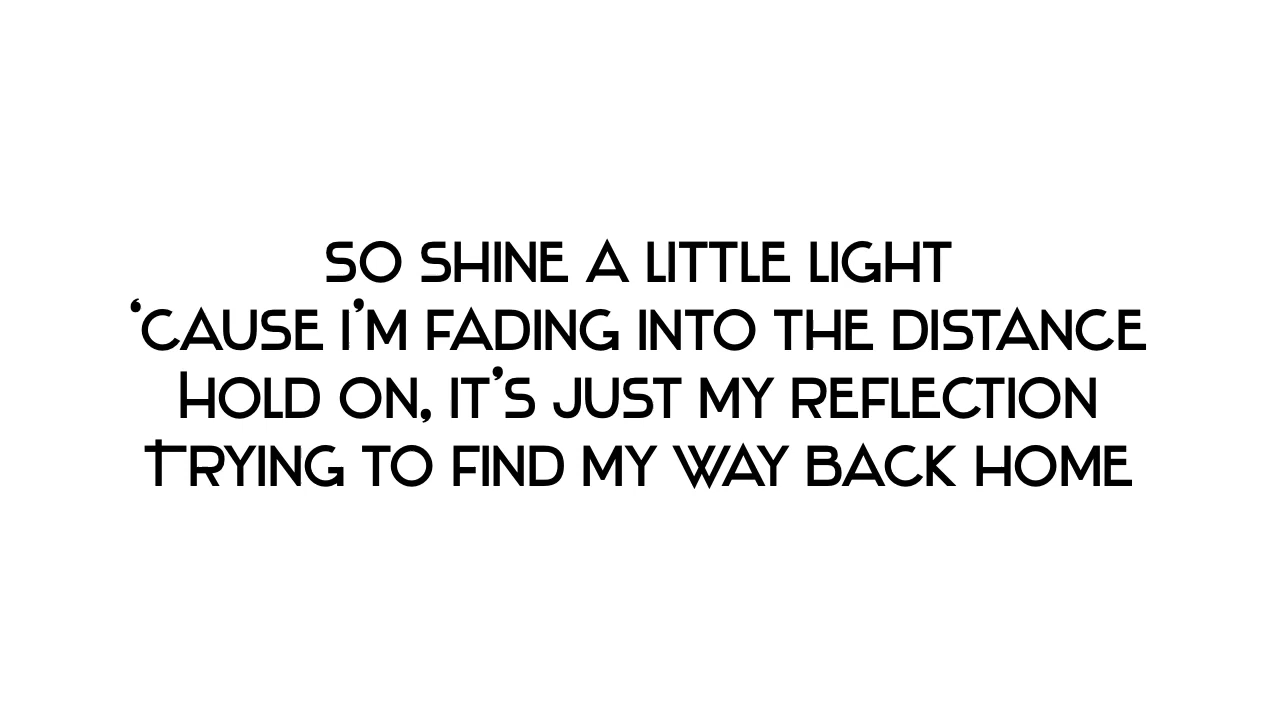 SO SHINE A LITTLE LIGHT
‘CAUSE I’M FADING INTO THE DISTANCE
HOLD ON, IT’S JUST MY REFLECTION
TRYING TO FIND MY WAY BACK HOME